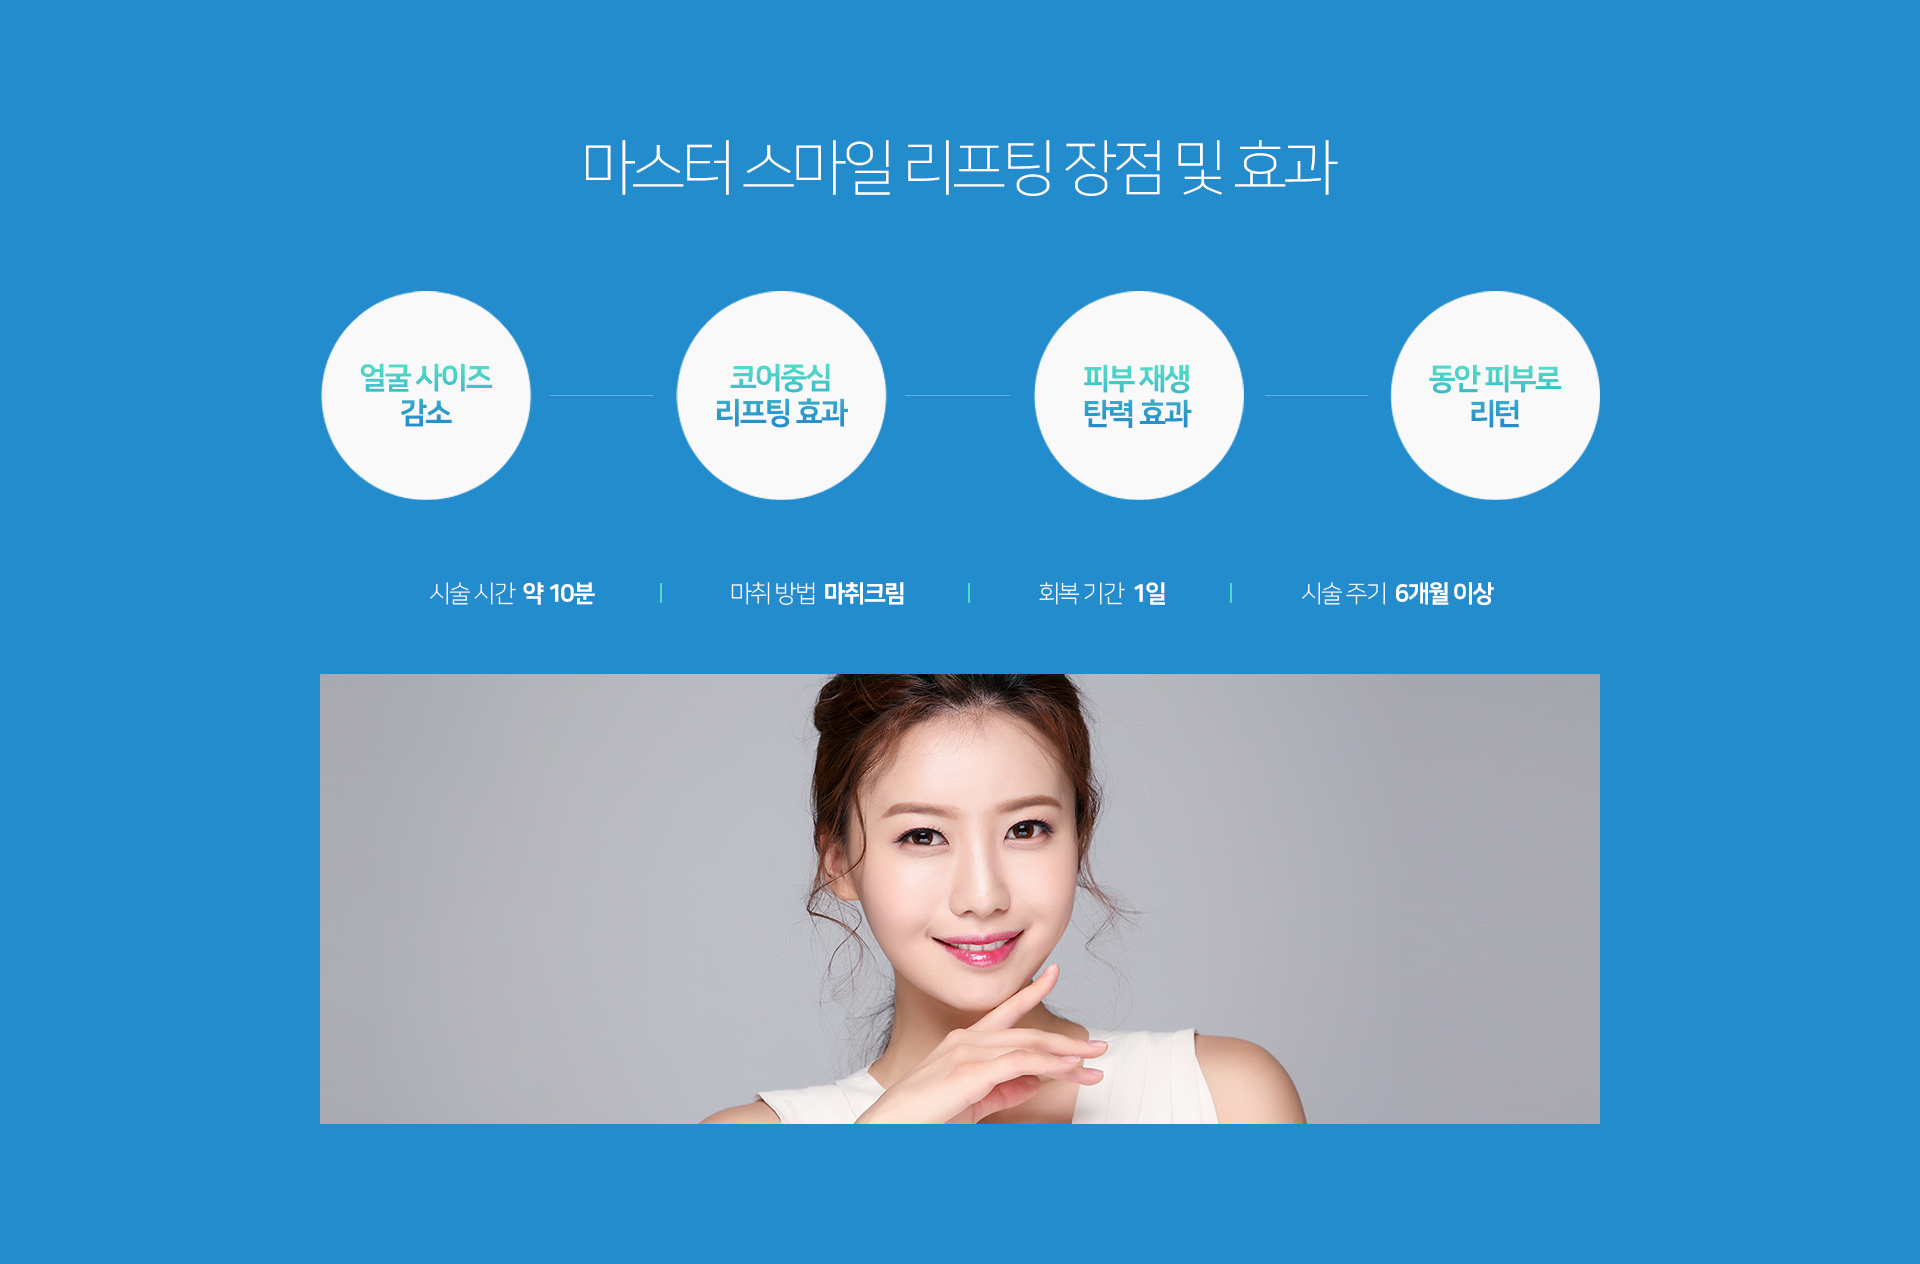 마스터 스마일 리프팅 장점 및 효과
얼굴 사이즈
감소
코어중심
리프팅 효과
피부 재생
탄력 효과
동안 피부로
리턴
시술 시간 약 10분
마취 방법 마취크림
회복 기간 1일
시술 주기 6개월 이상